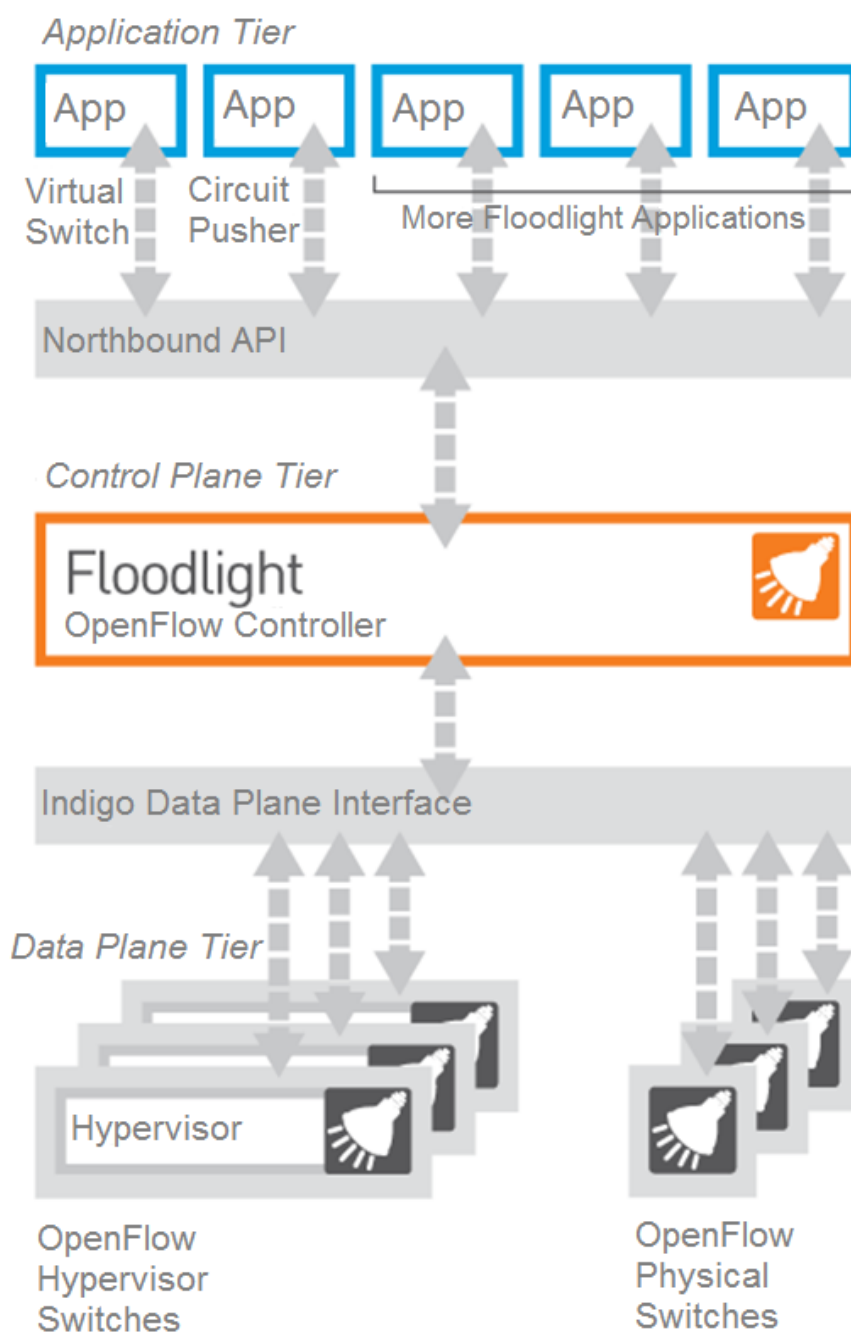 Application Tier
App
App
App
App
App
Virtual
Switch
Circuit
Pusher
More Floodlight Applications
Northbound API
Control Plane Tier
Floodlight
OpenFlow Controller
Indigo Data Plane Interface
Data Plane Tier
Hypervisor
OpenFlow
Hypervisor
Switches
OpenFlow
Physical
Switches